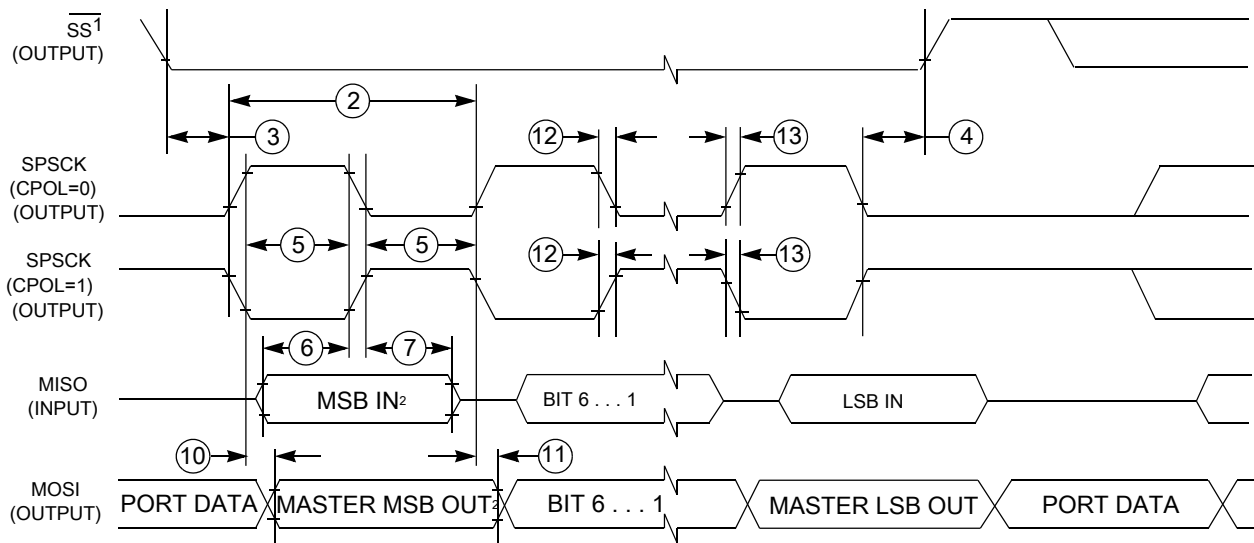 SS1
(OUTPUT)
2
3
12
13
4
SPSCK
(CPOL=0)
(OUTPUT)
5
5
SPSCK
(CPOL=1)
(OUTPUT)
12
13
6
7
MISO
(INPUT)
MSB IN2
BIT 6 . . . 1
LSB IN
10
11
MOSI
(OUTPUT)
PORT DATA
MASTER MSB OUT2
BIT 6 . . . 1
MASTER LSB OUT
PORT DATA